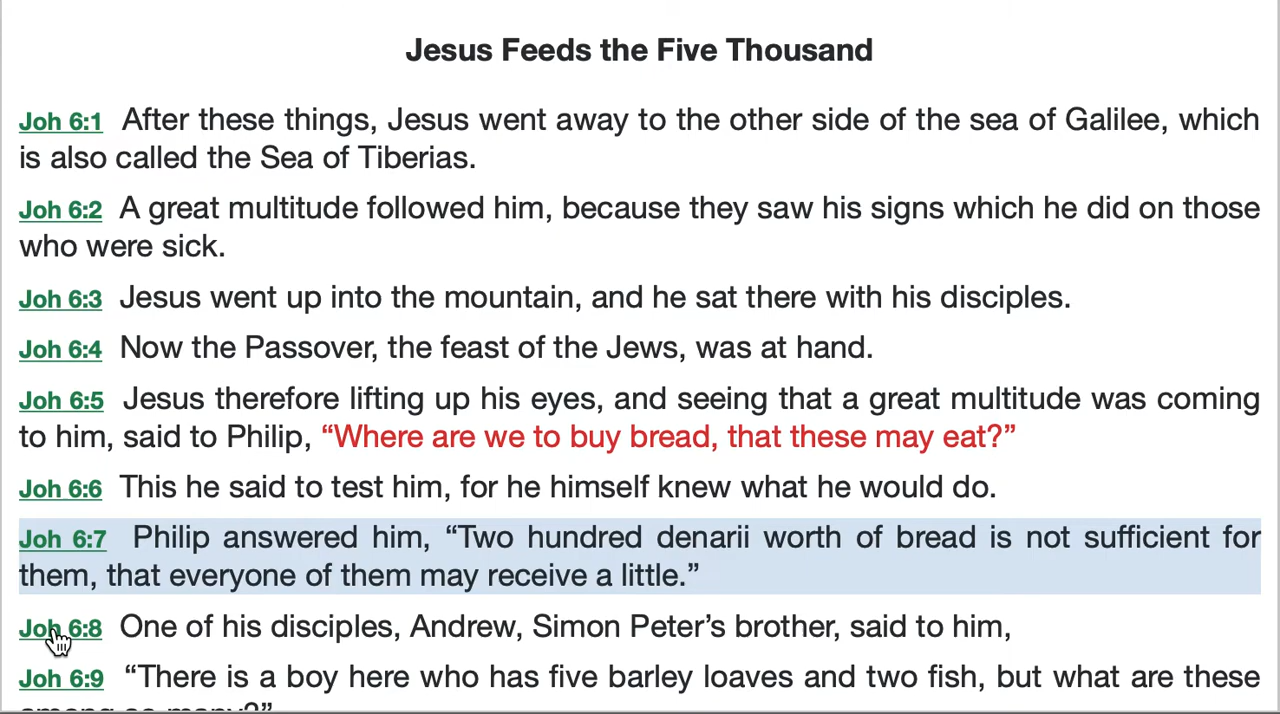 Jesus Feeds the Five Thousand
Joh 6:1 After these things, Jesus went away to the other side of the sea of Galilee, which
is also called the Sea of Tiberias.
Joh 6:2 A great multitude followed him, because they saw his signs which he did on those
who were sick.
Joh 6:3 Jesus went up into the mountain, and he sat there with his disciples.
Joh 6:4 Now the Passover, the feast of the Jews, was at hand.
Joh 6:5 Jesus therefore lifting up his eyes, and seeing that a great multitude was coming
to him, said to Philip, “Where are we to buy bread, that these may eat?”
Joh 6:6 This he said to test him, for he himself knew what he would do.
Joh 6:7 Philip answered him, “Two hundred denarii worth of bread is not sufficient for
them, that everyone of them may receive a little.”
Joh 6:8 One of his disciples, Andrew, Simon Peter’s brother, said to him,
Joh 6:9 “There is a boy here who has five barley loaves and two fish, but what are these
among so many?”